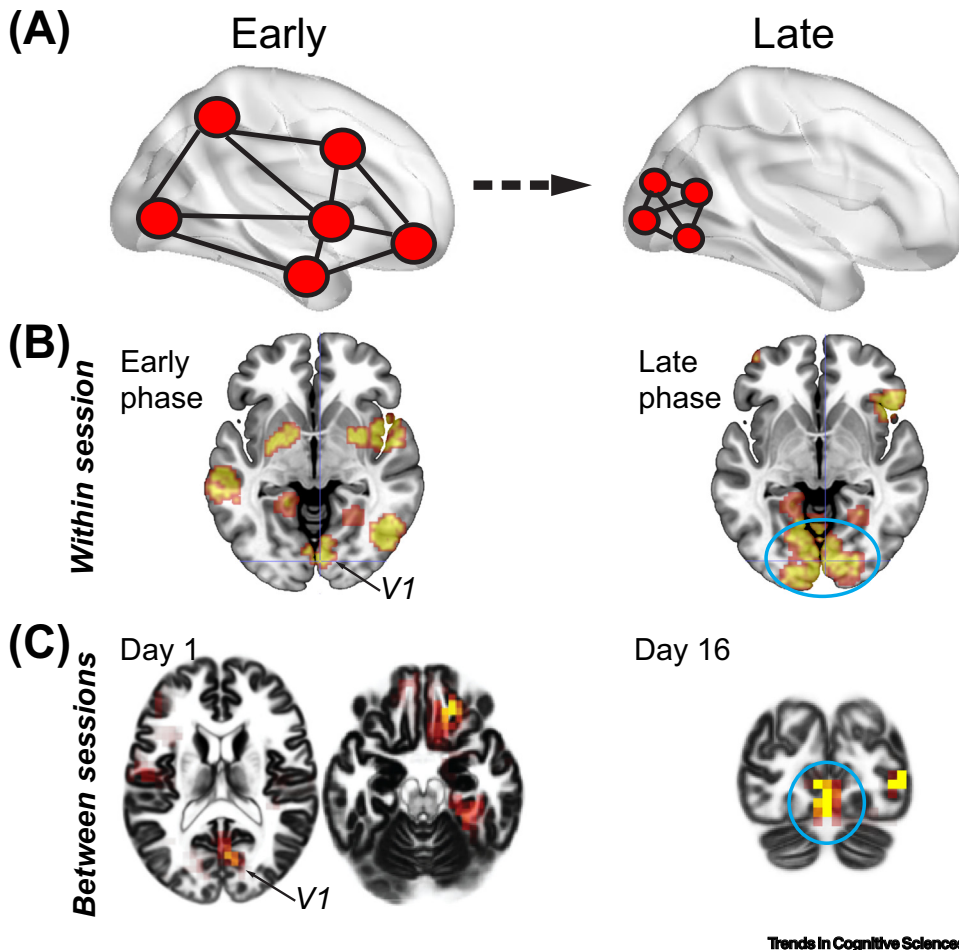 (A)
Early
Late
(B)
Within session
Early
phase
V1
Late
phase
(C)
Between sessions
Day 1
V1
Day 16
Trends in Cognitive Sciences